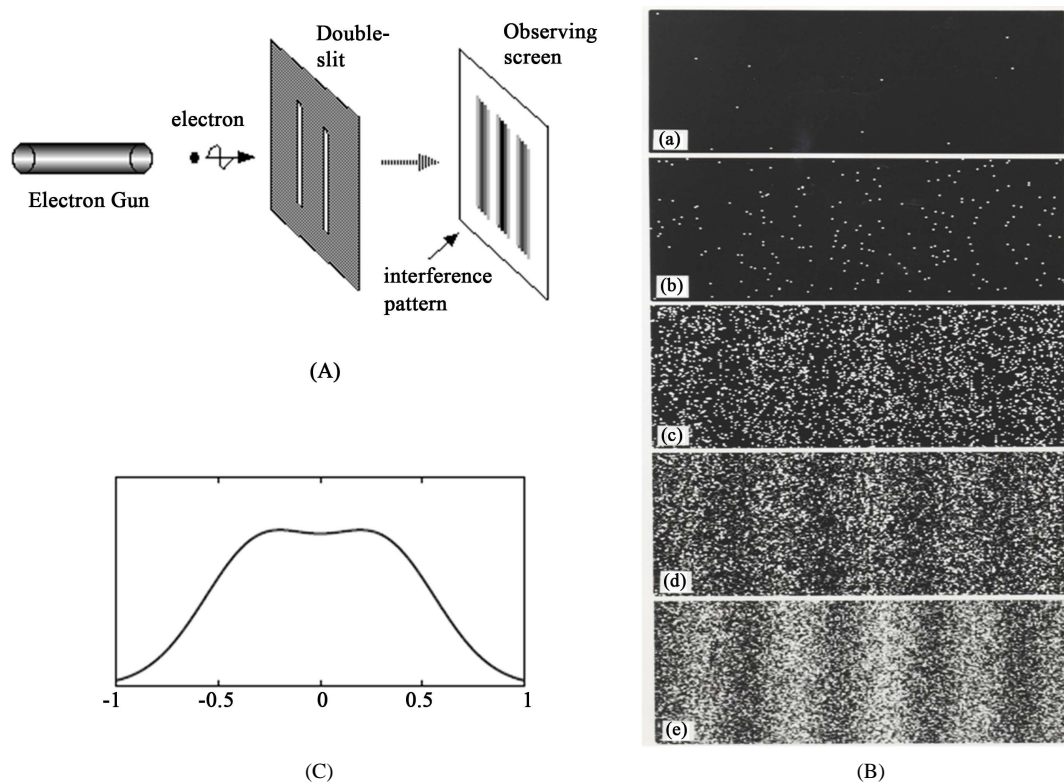 Double-
slit
Observing
screen
electron
Electron Gun
interference
pattern
(A)
-1 -0.5 0 0.5 1
(C)
(a)
(b)
(c)
(d)
(e)
(B)